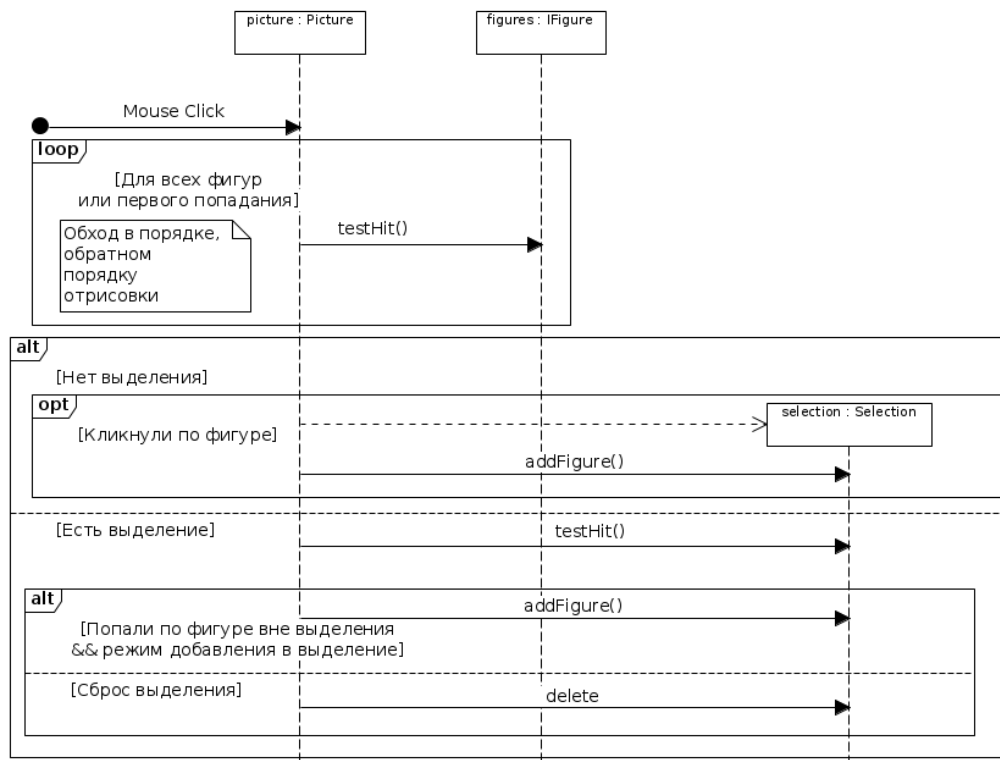 picture : Picture
figures : IFigure
Mouse Click
loop
[Для всех фигур
или первого попадания]
testHit()
Обход в порядке,
обратном
порядку
отрисовки
alt
[Нет выделения]
opt
selection : Selection
[Кликнули по фигуре]
addFigure()
[Есть выделение]
testHit()
alt
addFigure()
[Попали по фигуре вне выделения
&& режим добавления в выделение]
[Сброс выделения]
delete